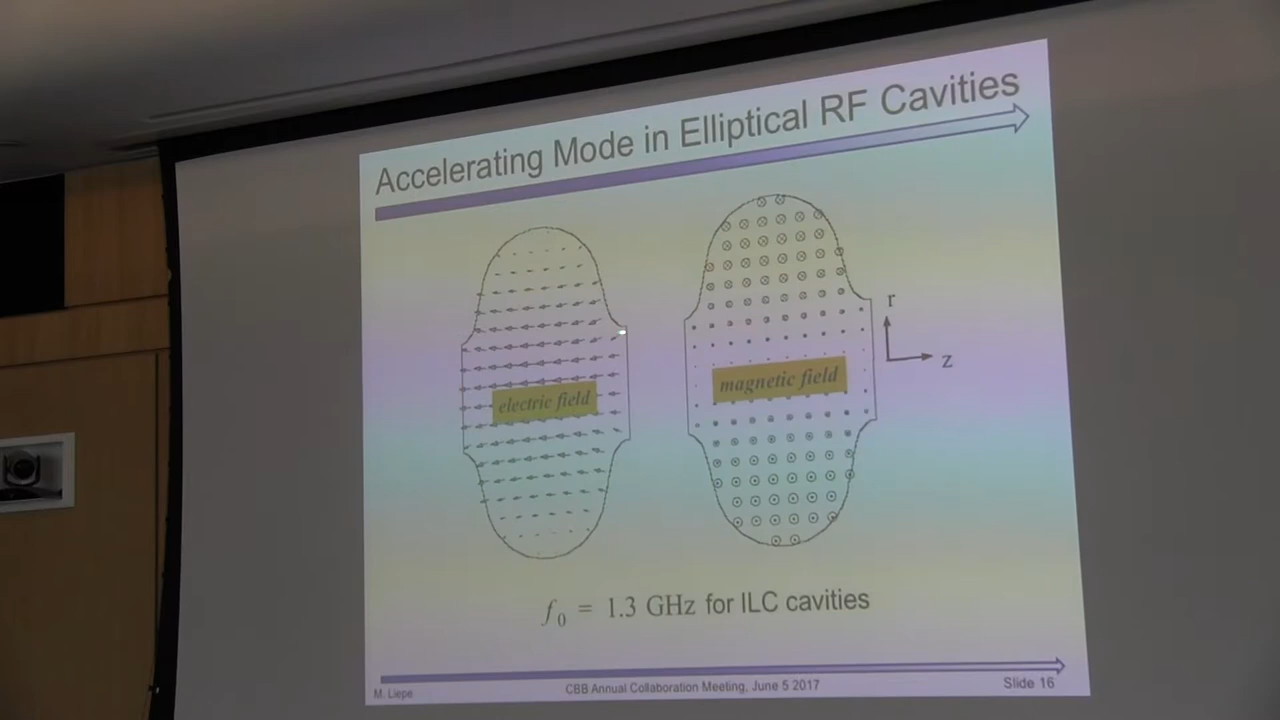 Accelerating Mode in Elliptical RF Cavities
electric field
magnetic field
r
z
f₀ = 1.3 GHz for ILC cavities
M. Liepe
CBB Annual Collaboration Meeting, June 5 2017
Slide 16